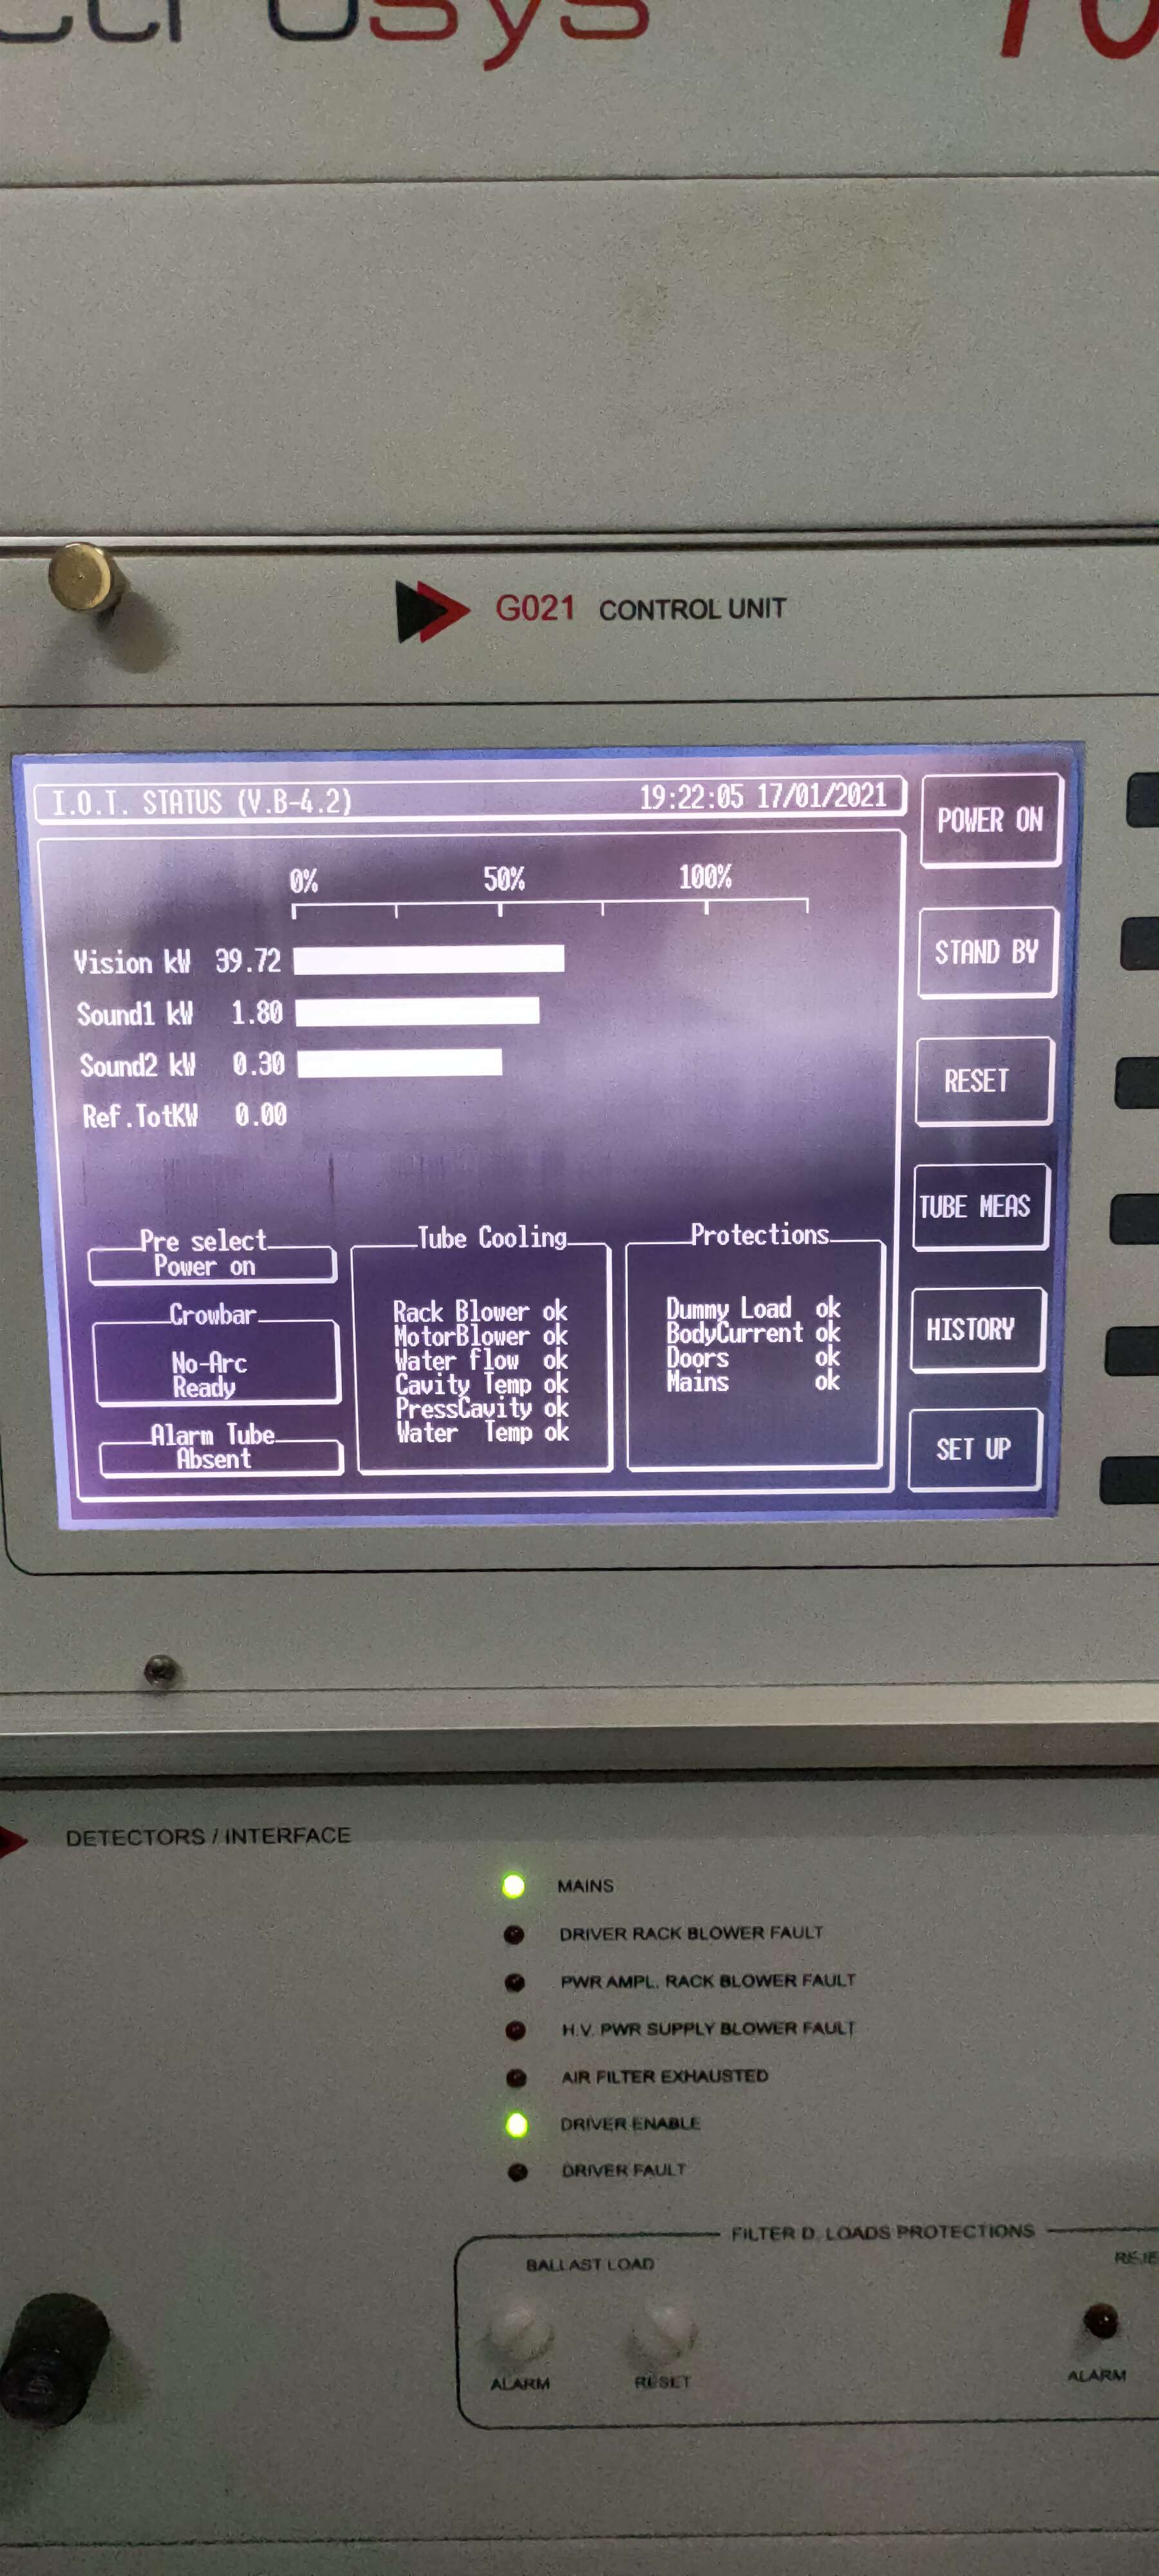 G021 CONTROL UNIT
I.O.T. STATUS (V.B-4.2) 19:22:05 17/01/2021
0% 50% 100%
Vision kW 39.72
Sound1 kW 1.80
Sound2 kW 0.30
Ref.TotKW 0.00
Pre select
Power on
Crowbar
No-Arc
Ready
Alarm Tube
Absent
Tube Cooling
Rack Blower ok
MotorBlower ok
Water flow ok
Cavity Temp ok
PressCavity ok
Water Temp ok
Protections
Dummy Load ok
BodyCurrent ok
Doors ok
Mains ok
POWER ON
STAND BY
RESET
TUBE MEAS
HISTORY
SET UP
DETECTORS / INTERFACE
MAINS
DRIVER RACK BLOWER FAULT
PWR AMPL. RACK BLOWER FAULT
H.V. PWR SUPPLY BLOWER FAULT
AIR FILTER EXHAUSTED
DRIVER ENABLE
DRIVER FAULT
FILTER D. LOADS PROTECTIONS
BALLAST LOAD
ALARM RESET ALARM